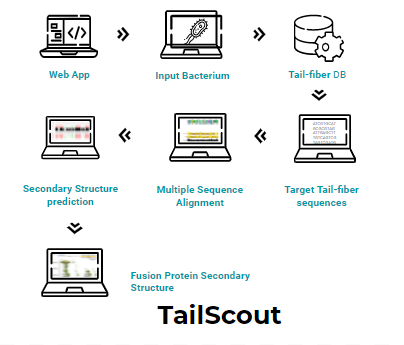 Web App
Input Bacterium
Tail-fiber DB
Secondary Structure
prediction
Multiple Sequence
Alignment
Target Tail-fiber
sequences
Fusion Protein Secondary
Structure
TailScout